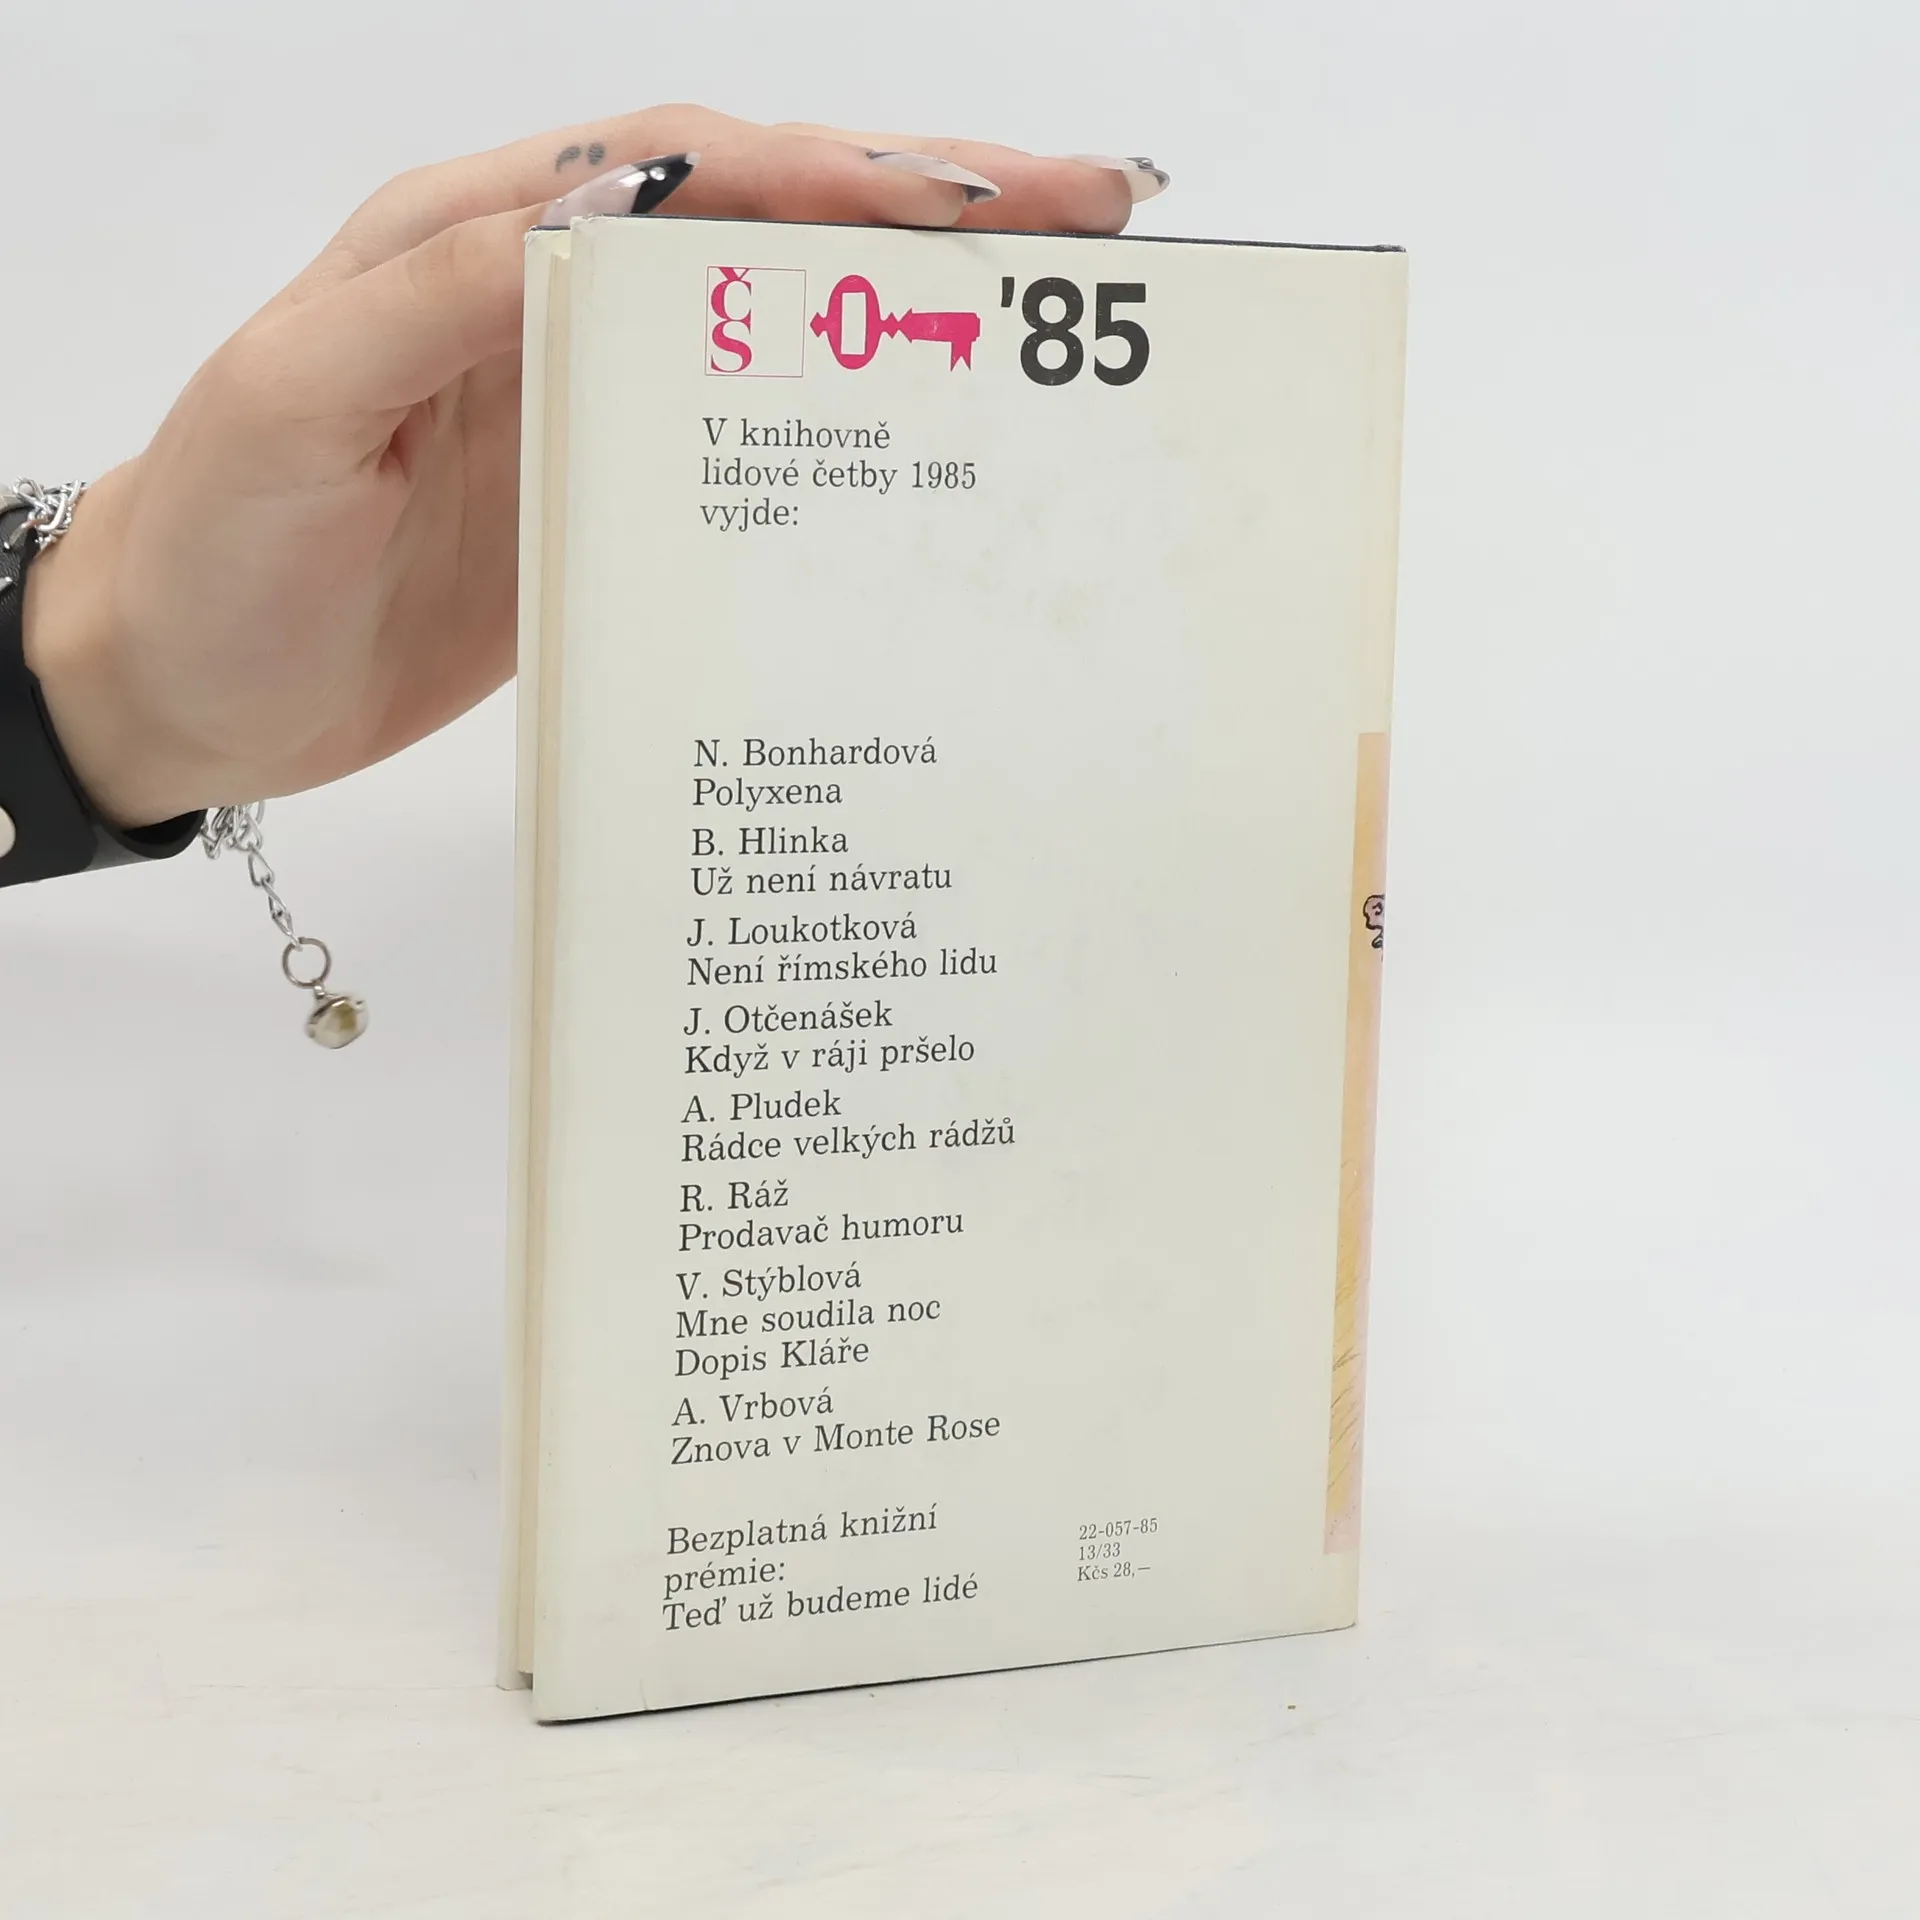 ČS '85
V knihovně
lidové četby 1985
vyjde:
N. Bonhardová
Polyxena
B. Hlinka
Už není návratu
J. Loukotková
Není římského lidu
J. Otčenášek
Když v ráji pršelo
A. Pludek
Rádce velkých rádžů
R. Ráž
Prodavač humoru
V. Stýblová
Mne soudila noc
Dopis Kláře
A. Vrbová
Znova v Monte Rose
Bezplatná knižní
prémie:
Teď už budeme lidé
22-057-85
13/33
Kčs 28,—